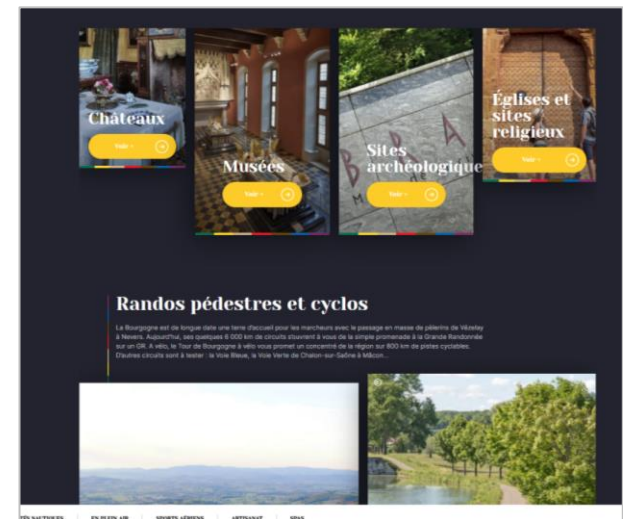 Châteaux
Voir +
Musées
Voir +
Sites
archéologique
Voir +
Églises et
sites
religieux
Voir +
Randos pédestres et cyclos
La Bourgogne est de longue date une terre d'accueil pour les marcheurs avec le passage en masse de pèlerins de Vézelay
à Nevers. Aujourd'hui, ses quelques 6 000 km de circuits s'ouvrent à vous de la simple promenade à la Grande Randonnée
sur un GR. A vélo, le Tour de Bourgogne à vélo vous promet un concentré de la région sur 800 km de pistes cyclables.
D'autres circuits sont à tester : la Voie Bleue, la Voie Verte de Chalon-sur-Saône à Mâcon...
TÉS NAUTIQUES EN PLEIN AIR SPORTS AÉRIENS ARTISANAT SPAS